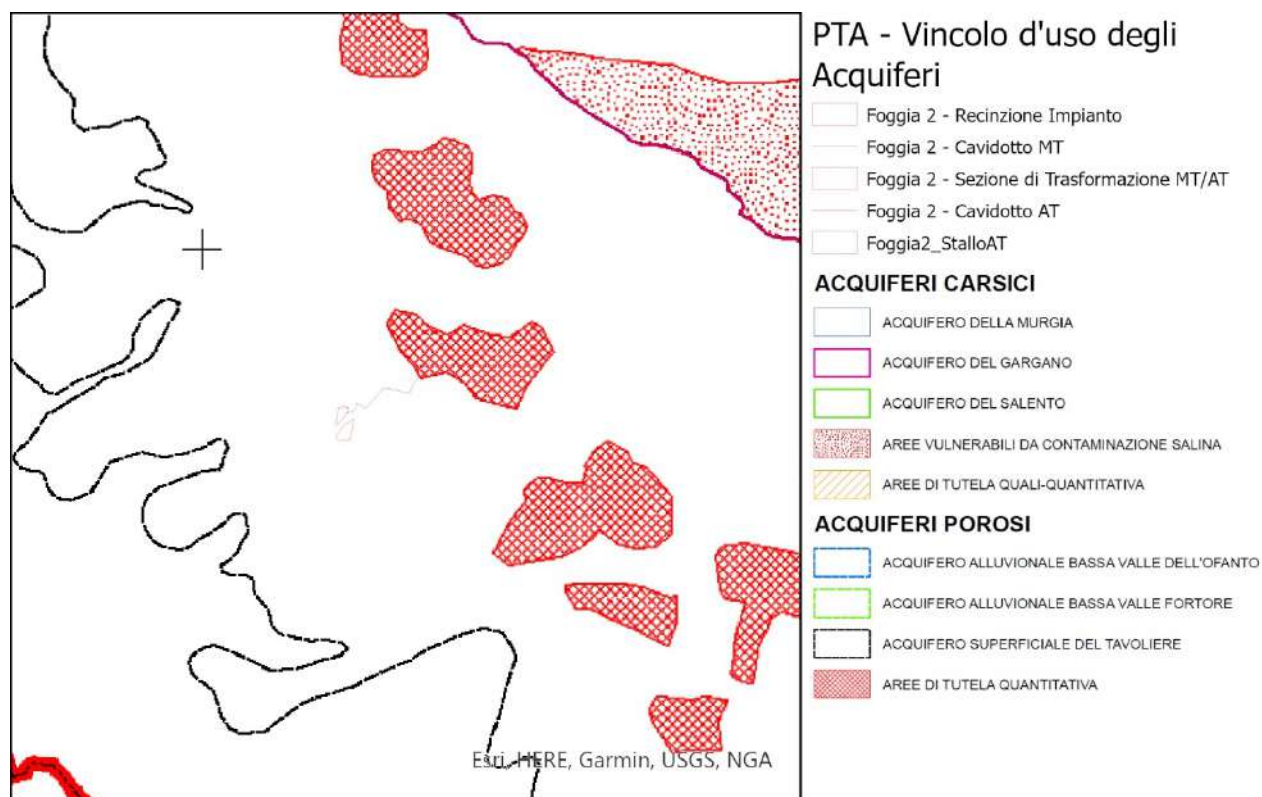 PTA - Vincolo d'uso degli
Acquiferi
Foggia 2 - Recinzione Impianto
Foggia 2 - Cavidotto MT
Foggia 2 - Sezione di Trasformazione MT/AT
Foggia 2 - Cavidotto AT
Foggia2_StalloAT
ACQUIFERI CARSICI
ACQUIFERO DELLA MURGIA
ACQUIFERO DEL GARGANO
ACQUIFERO DEL SALENTO
AREE VULNERABILI DA CONTAMINAZIONE SALINA
AREE DI TUTELA QUALI-QUANTITATIVA
ACQUIFERI POROSI
ACQUIFERO ALLUVIONALE BASSA VALLE DELL'OFANTO
ACQUIFERO ALLUVIONALE BASSA VALLE FORTORE
ACQUIFERO SUPERFICIALE DEL TAVOLIERE
AREE DI TUTELA QUANTITATIVA
Esri, HERE, Garmin, USGS, NGA